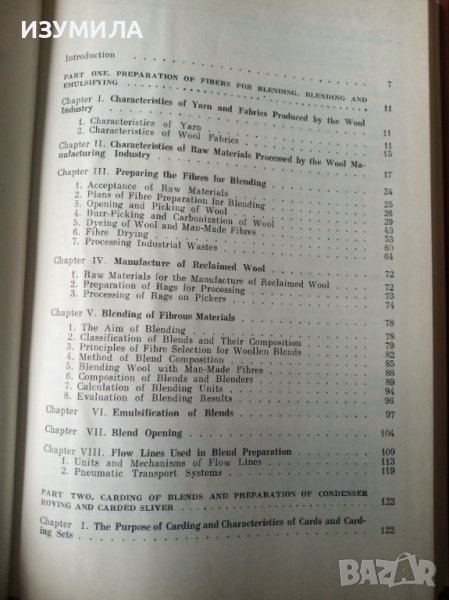 ИЗУМИЛА
Introduction . . . . . . . . . . 7
PART ONE. PREPARATION OF FIBERS FOR BLENDING, BLENDING AND
EMULSIFYING . . . . . . . . . . 11
Chapter I. Characteristics of Yarn and Fabrics Produced by the Wool
Industry . . . . . . . . . . 11
1. Characteristics of Yarn . . . . . . . . . . 11
2. Characteristics of Wool Fabrics . . . . . . . . . . 15
Chapter II. Characteristics of Raw Materials Processed by the Wool Ma-
nufacturing Industry . . . . . . . . . . 17
Chapter III. Preparing the Fibres for Blending . . . . . . . . . . 24
1. Acceptance of Raw Materials . . . . . . . . . . 25
2. Plans of Fibre Preparation for Blending . . . . . . . . . . 26
3. Opening and Picking of Wool . . . . . . . . . . 29
4. Burr-Picking and Carbonization of Wool . . . . . . . . . . 43
5. Dyeing of Wool and Man-Made Fibres . . . . . . . . . . 53
6. Fibre Drying . . . . . . . . . . 60
7. Processing Industrial Wastes . . . . . . . . . . 64
Chapter IV. Manufacture of Reclaimed Wool . . . . . . . . . . 72
1. Raw Materials for the Manufacture of Reclaimed Wool . . 72
2. Preparation of Rags for Processing . . . . . . . . . . 73
3. Processing of Rags on Pickers . . . . . . . . . . 74
Chapter V. Blending of Fibrous Materials . . . . . . . . . . 78
1. The Aim of Blending . . . . . . . . . . 78
2. Classification of Blends and Their Composition . . . . . 79
3. Principles of Fibre Selection for Woollen Blends . . . . . 82
4. Method of Blend Composition . . . . . . . . . . 85
5. Blending Wool with Man-Made Fibres . . . . . . . . . . 88
6. Composition of Blends and Blenders . . . . . . . . . . 89
7. Calculation of Blending Units . . . . . . . . . . 94
8. Evaluation of Blending Results . . . . . . . . . . 96
Chapter VI. Emulsification of Blends . . . . . . . . . . 97
Chapter VII. Blend Opening . . . . . . . . . . 104
Chapter VIII. Flow Lines Used in Blend Preparation . . . . . . . . . . 109
1. Units and Mechanisms of Flow Lines . . . . . . . . . . 113
2. Pneumatic Transport Systems . . . . . . . . . . 119
PART TWO. CARDING OF BLENDS AND PREPARATION OF CONDENSER
ROVING AND CARDED SLIVER . . . . . . . . . . 122
Chapter I. The Purpose of Carding and Characteristics of Cards and Card-
ing Sets . . . . . . . . . . 122
BAZAR.BG